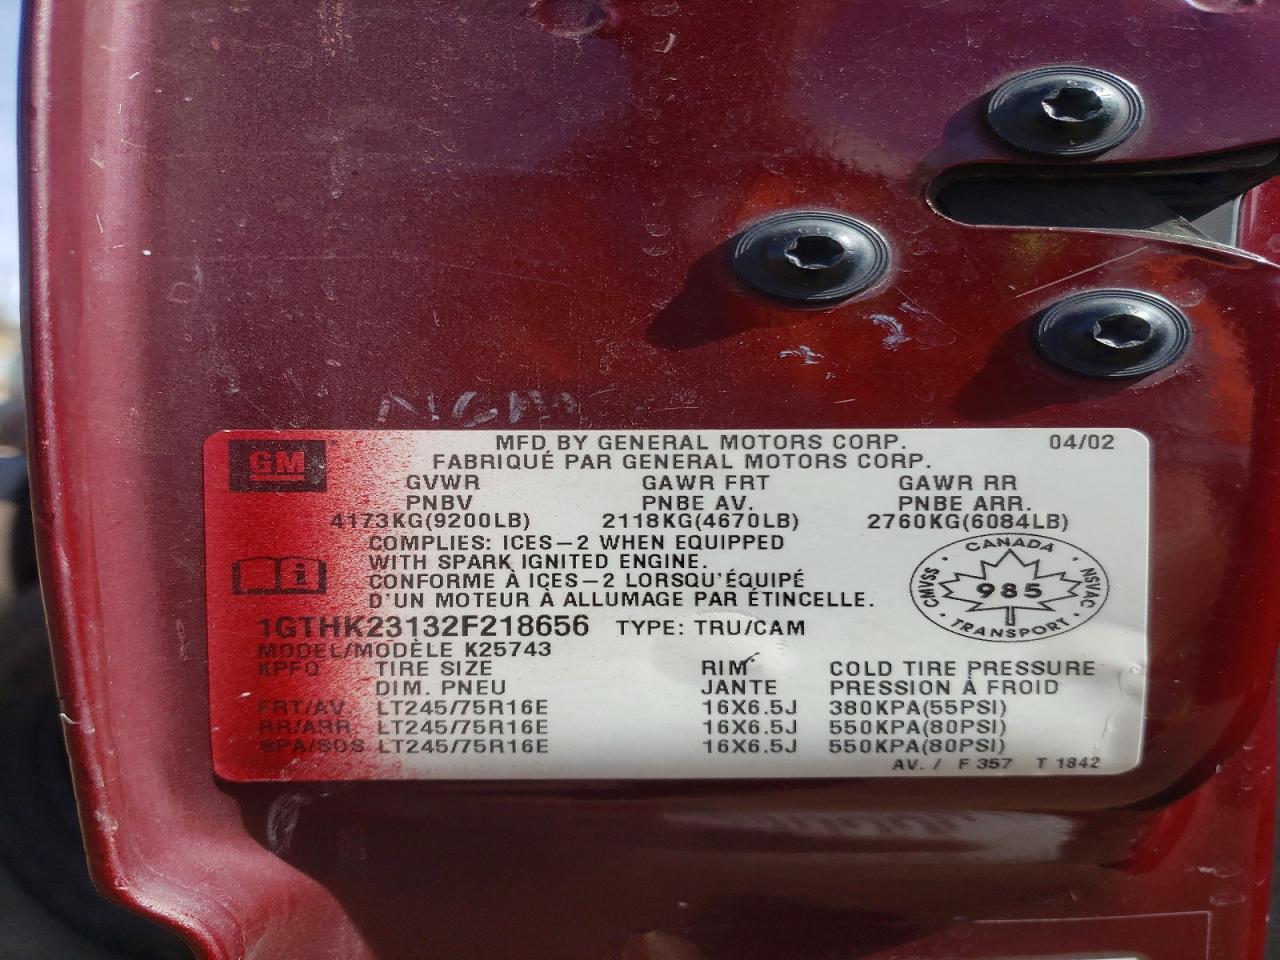 GM
MFD BY GENERAL MOTORS CORP. 04/02
FABRIQUÉ PAR GENERAL MOTORS CORP.
GVWR GAWR FRT GAWR RR
PNBV PNBE AV. PNBE ARR.
4173KG(9200LB) 2118KG(4670LB) 2760KG(6084LB)
COMPLIES: ICES-2 WHEN EQUIPPED
WITH SPARK IGNITED ENGINE.
CONFORME À ICES-2 LORSQU'ÉQUIPÉ
D'UN MOTEUR À ALLUMAGE PAR ÉTINCELLE.
CANADA
CMVSS 985 NSVAC
TRANSPORT
1GTHK23132F218656 TYPE: TRU/CAM
MODEL/MODÈLE K25743
KPFQ TIRE SIZE RIM COLD TIRE PRESSURE
DIM. PNEU JANTE PRESSION À FROID
FRT/AV. LT245/75R16E 16X6.5J 380KPA(55PSI)
RR/ARR. LT245/75R16E 16X6.5J 550KPA(80PSI)
SPA/SOS LT245/75R16E 16X6.5J 550KPA(80PSI)
AV. / F 357 T 1842